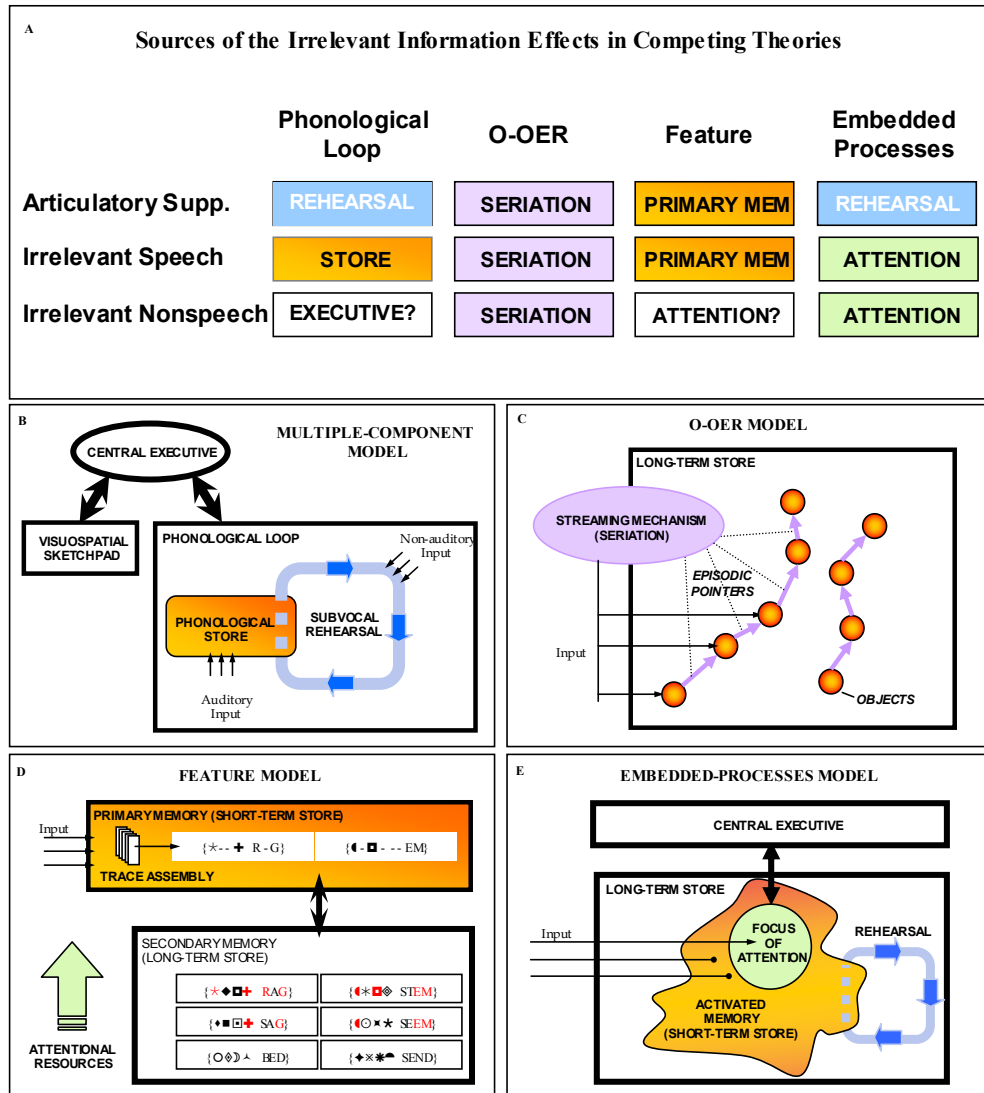 A
Sources of the Irrelevant Information Effects in Competing Theories
Phonological
Loop
O-OER
Feature
Embedded
Processes
Articulatory Supp.
REHEARSAL
SERIATION
PRIMARY MEM
REHEARSAL
Irrelevant Speech
STORE
SERIATION
PRIMARY MEM
ATTENTION
Irrelevant Nonspeech
EXECUTIVE?
SERIATION
ATTENTION?
ATTENTION
B
MULTIPLE-COMPONENT
MODEL
CENTRAL EXECUTIVE
VISUOSPATIAL
SKETCHPAD
PHONOLOGICAL LOOP
Non-auditory
Input
PHONOLOGICAL
STORE
SUBVOCAL
REHEARSAL
Auditory
Input
C
O-OER MODEL
LONG-TERM STORE
STREAMING MECHANISM
(SERIATION)
EPISODIC
POINTERS
Input
OBJECTS
D
FEATURE MODEL
PRIMARY MEMORY (SHORT-TERM STORE)
Input
{✳-- ✚ R - G}
{◖ - ◘ - -- EM}
TRACE ASSEMBLY
SECONDARY MEMORY
(LONG-TERM STORE)
{✳◆◘✚ RAG}
{◖✳◘◈ STEM}
{♦■⊡✚ SAG}
{◖⊙✖★ SEEM}
{○◈☽⅄ BED}
{✦※✹◓ SEND}
ATTENTIONAL
RESOURCES
E
EMBEDDED-PROCESSES MODEL
CENTRAL EXECUTIVE
LONG-TERM STORE
Input
FOCUS
OF
ATTENTION
REHEARSAL
ACTIVATED
MEMORY
(SHORT-TERM STORE)